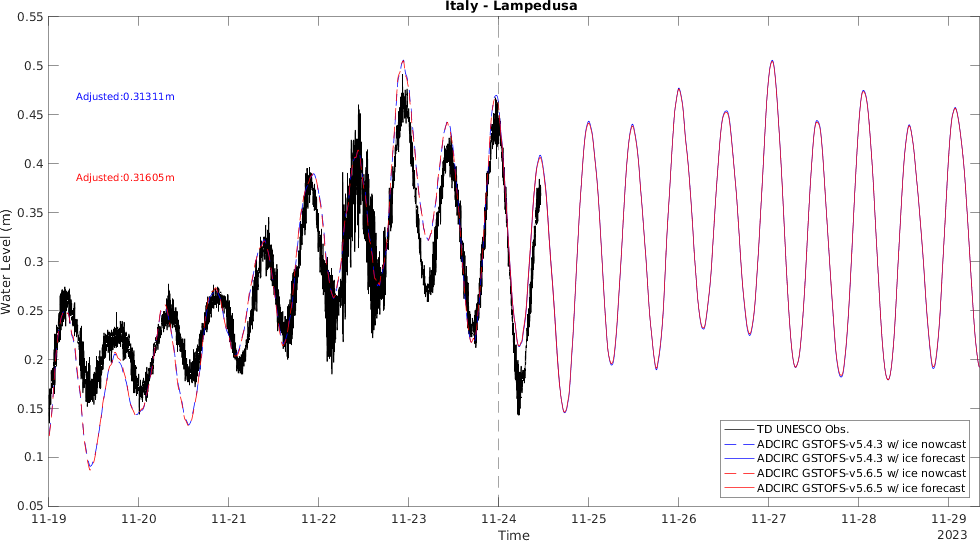 Italy - Lampedusa
0.55
0.5
0.45
0.4
0.35
0.3
0.25
0.2
0.15
0.1
0.05
Water Level (m)
Adjusted:0.31311m
Adjusted:0.31605m
TD UNESCO Obs.
ADCIRC GSTOFS-v5.4.3 w/ ice nowcast
ADCIRC GSTOFS-v5.4.3 w/ ice forecast
ADCIRC GSTOFS-v5.6.5 w/ ice nowcast
ADCIRC GSTOFS-v5.6.5 w/ ice forecast
11-19 11-20 11-21 11-22 11-23 11-24 11-25 11-26 11-27 11-28 11-29
Time
2023